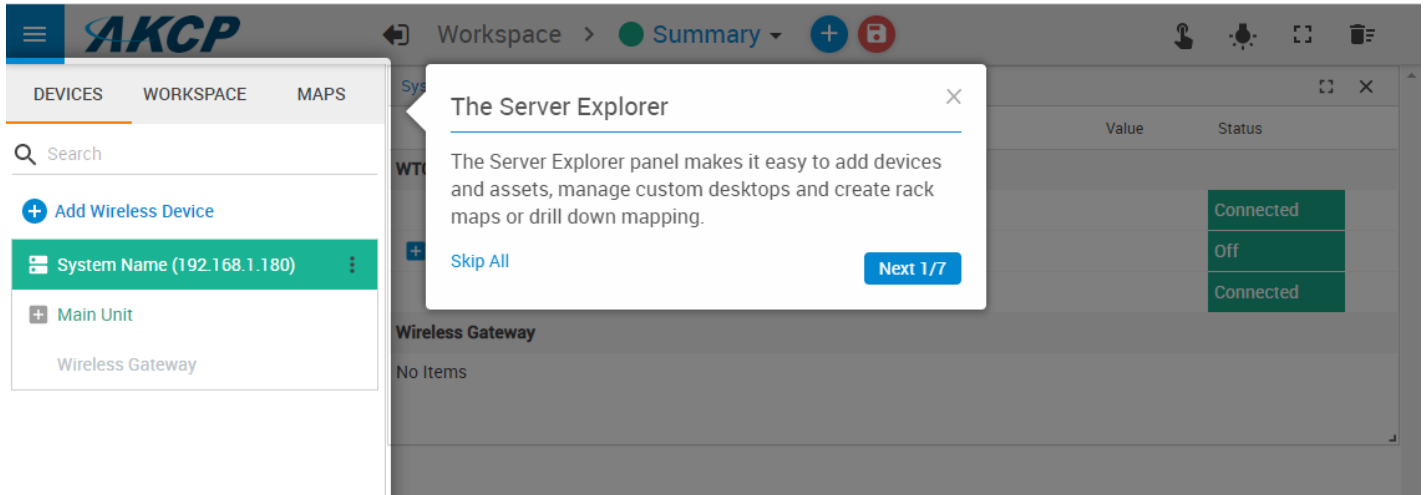 AKCP
Workspace > Summary
DEVICES WORKSPACE MAPS
Search
Add Wireless Device
System Name (192.168.1.180)
Main Unit
Wireless Gateway
The Server Explorer
The Server Explorer panel makes it easy to add devices
and assets, manage custom desktops and create rack
maps or drill down mapping.
Skip All
Next 1/7
Value Status
Connected
Off
Connected
Wireless Gateway
No Items